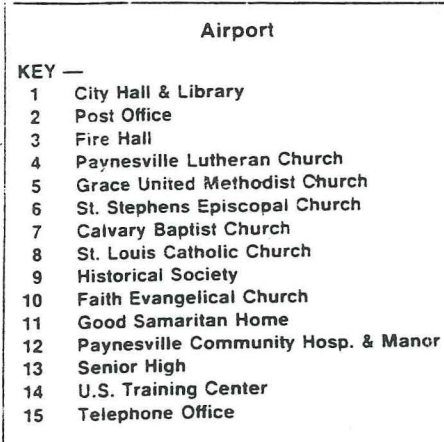 Airport
KEY —
1 City Hall & Library
2 Post Office
3 Fire Hall
4 Paynesville Lutheran Church
5 Grace United Methodist Church
6 St. Stephens Episcopal Church
7 Calvary Baptist Church
8 St. Louis Catholic Church
9 Historical Society
10 Faith Evangelical Church
11 Good Samaritan Home
12 Paynesville Community Hosp. & Manor
13 Senior High
14 U.S. Training Center
15 Telephone Office